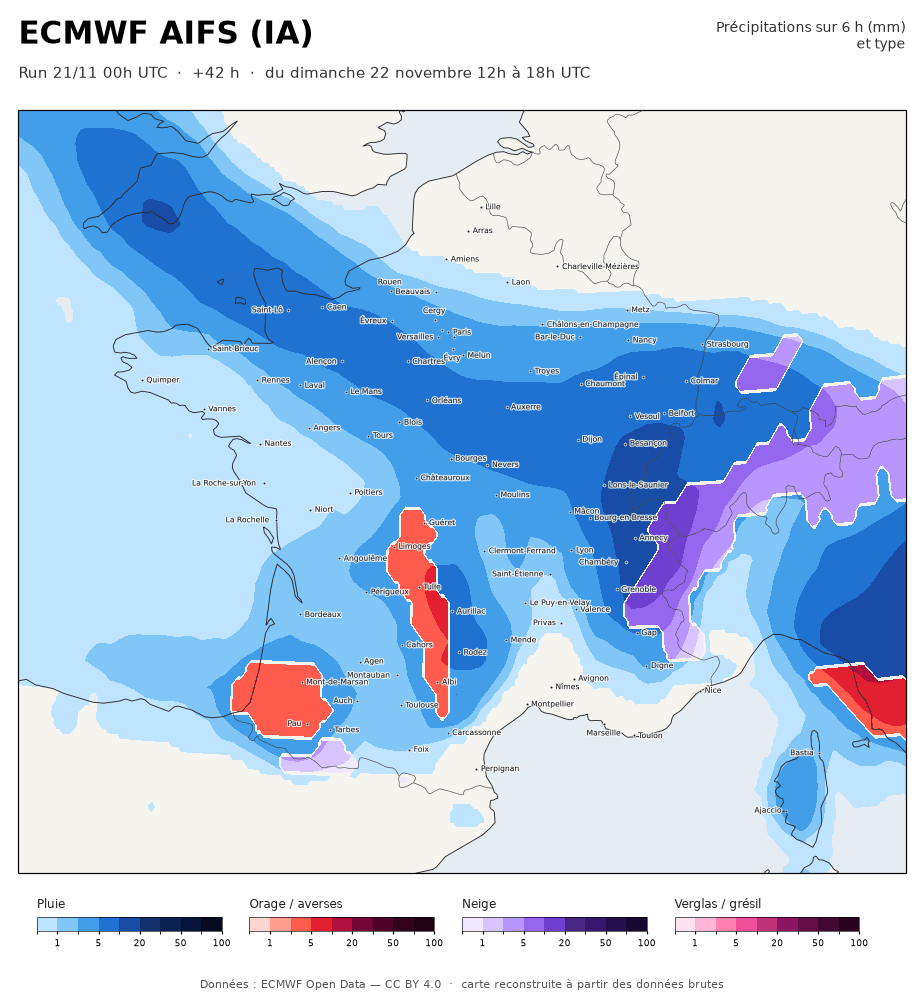 ECMWF AIFS (IA)
Précipitations sur 6 h (mm)
et type
Run 21/11 00h UTC · +42 h · du dimanche 22 novembre 12h à 18h UTC
Lille
Arras
Amiens
Charleville-Mézières
Rouen
Beauvais
Laon
Saint-Lô
Caen
Cergy
Metz
Évreux
Châlons-en-Champagne
Versailles
Paris
Bar-le-Duc
Nancy
Strasbourg
Saint-Brieuc
Alençon
Chartres
Évry
Melun
Quimper
Rennes
Laval
Le Mans
Troyes
Chaumont
Épinal
Colmar
Orléans
Auxerre
Vannes
Angers
Tours
Blois
Vesoul
Belfort
Nantes
Dijon
Besançon
Bourges
Nevers
La Roche-sur-Yon
Poitiers
Châteauroux
Moulins
Lons-le-Saunier
Niort
Mâcon
Bourg-en-Bresse
La Rochelle
Guéret
Annecy
Limoges
Angoulême
Clermont-Ferrand
Lyon
Chambéry
Saint-Étienne
Périgueux
Tulle
Grenoble
Bordeaux
Aurillac
Le Puy-en-Velay
Valence
Privas
Gap
Cahors
Rodez
Mende
Agen
Digne
Montauban
Mont-de-Marsan
Albi
Avignon
Nîmes
Nice
Auch
Toulouse
Montpellier
Pau
Tarbes
Carcassonne
Marseille
Toulon
Foix
Bastia
Perpignan
Ajaccio
Pluie
Orage / averses
Neige
Verglas / grésil
1 5 20 50 100
1 5 20 50 100
1 5 20 50 100
1 5 20 50 100
Données : ECMWF Open Data — CC BY 4.0 · carte reconstruite à partir des données brutes